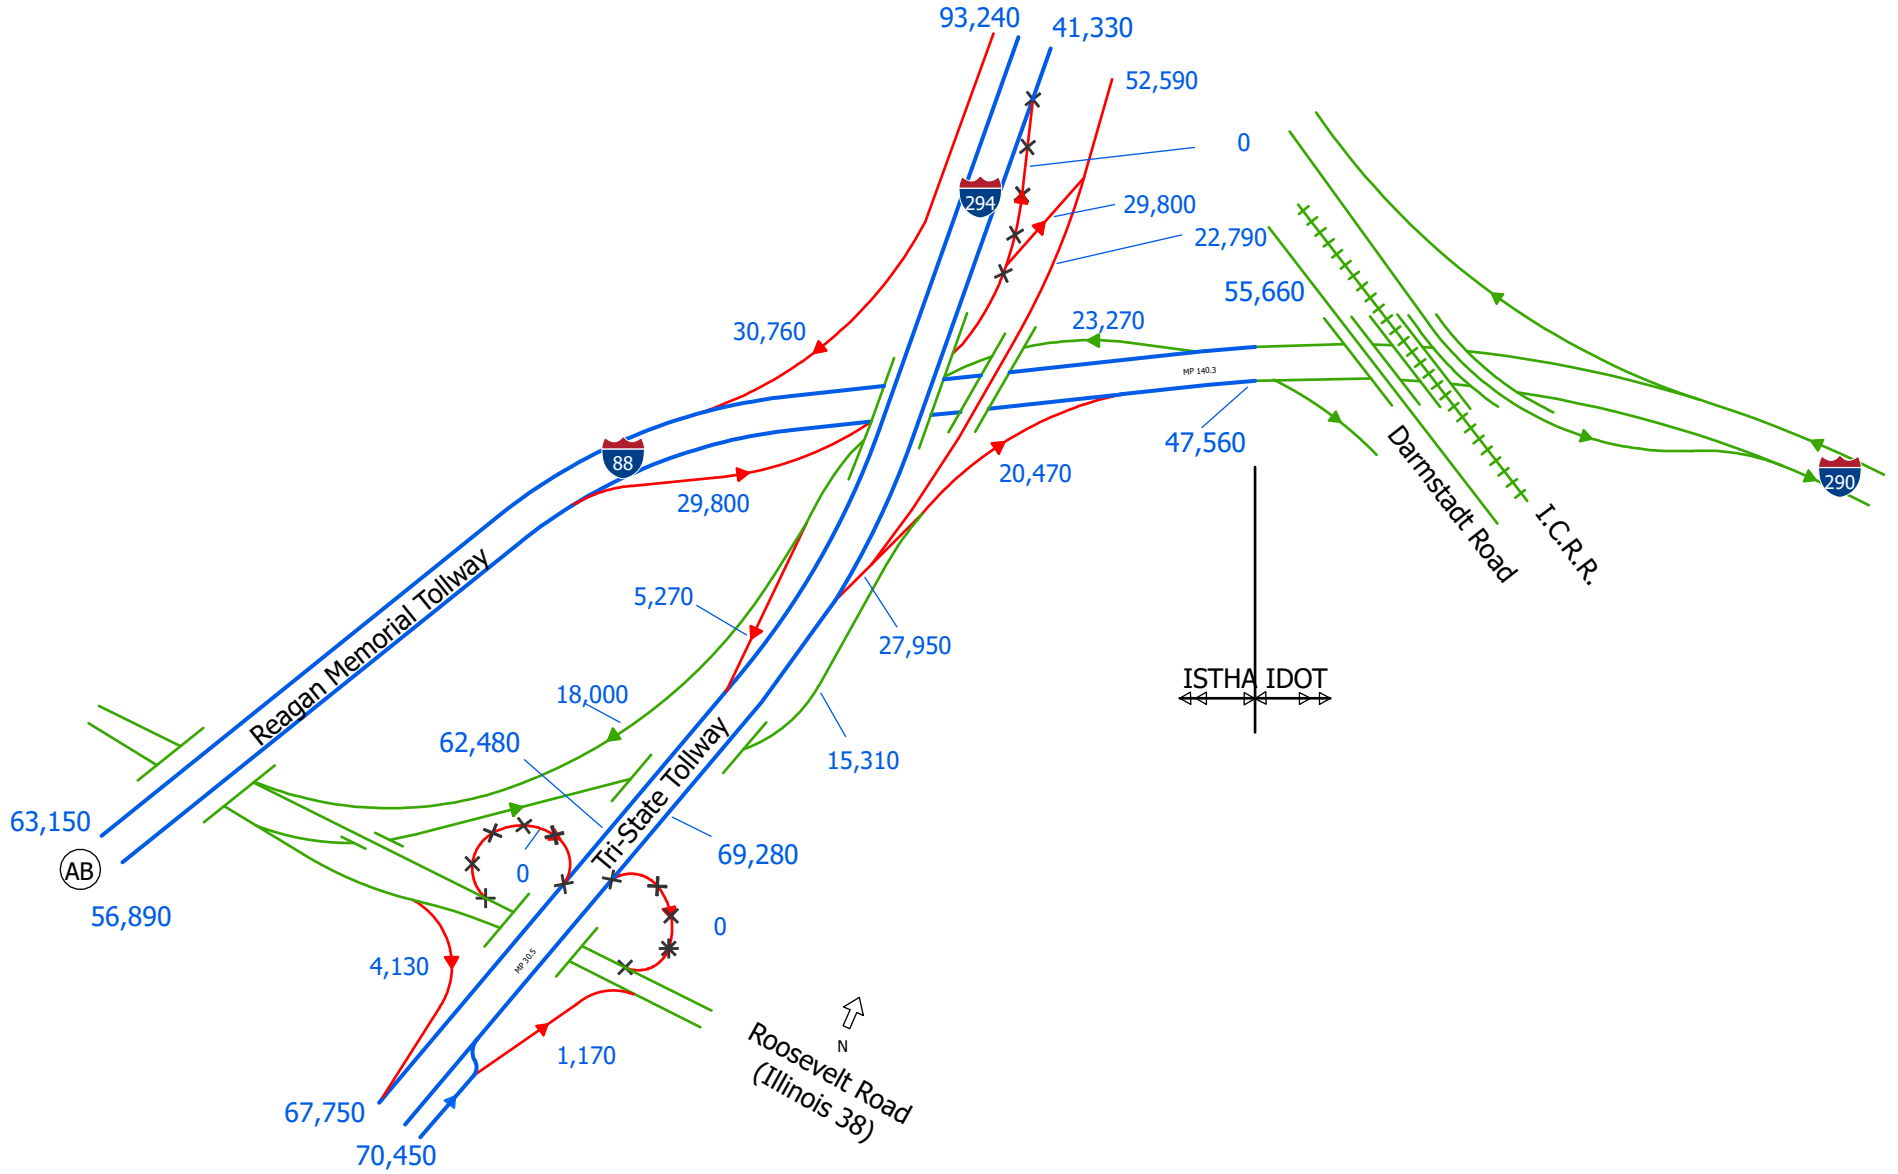 93,240
41,330
52,590
0
29,800
22,790
294
55,660
30,760
23,270
MP 140.3
47,560
88
29,800
20,470
Darmstadt Road
I.C.R.R.
290
Reagan Memorial Tollway
5,270
27,950
ISTHA IDOT
18,000
62,480
15,310
Tri-State Tollway
63,150
AB
56,890
69,280
0
0
4,130
MP 30.5
1,170
N
Roosevelt Road
(Illinois 38)
67,750
70,450